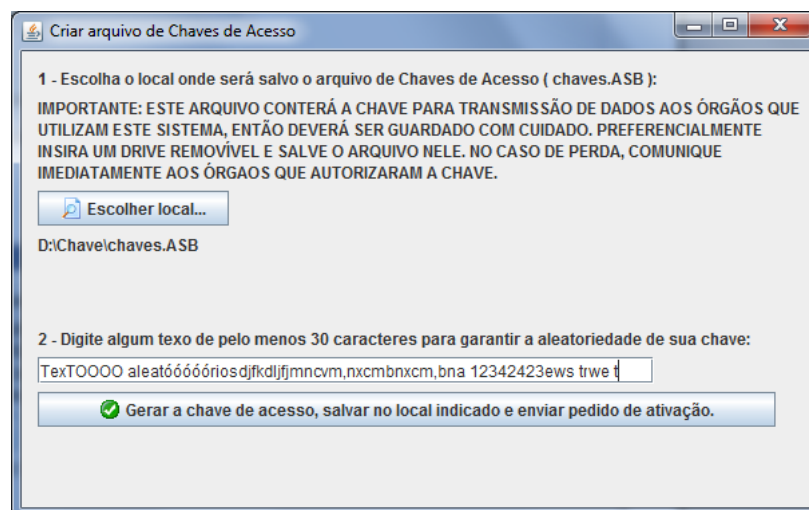 Criar arquivo de Chaves de Acesso
1 - Escolha o local onde será salvo o arquivo de Chaves de Acesso ( chaves.ASB ):
IMPORTANTE: ESTE ARQUIVO CONTERÁ A CHAVE PARA TRANSMISSÃO DE DADOS AOS ÓRGÃOS QUE
UTILIZAM ESTE SISTEMA, ENTÃO DEVERÁ SER GUARDADO COM CUIDADO. PREFERENCIALMENTE
INSIRA UM DRIVE REMOVÍVEL E SALVE O ARQUIVO NELE. NO CASO DE PERDA, COMUNIQUE
IMEDIATAMENTE AOS ÓRGAOS QUE AUTORIZARAM A CHAVE.
Escolher local...
D:\Chave\chaves.ASB
2 - Digite algum texo de pelo menos 30 caracteres para garantir a aleatoriedade de sua chave:
TexTOOOO aleatóóóóóriosdjfkdljfjmncvm,nxcmbnxcm,bna 12342423ews trwe t
Gerar a chave de acesso, salvar no local indicado e enviar pedido de ativação.